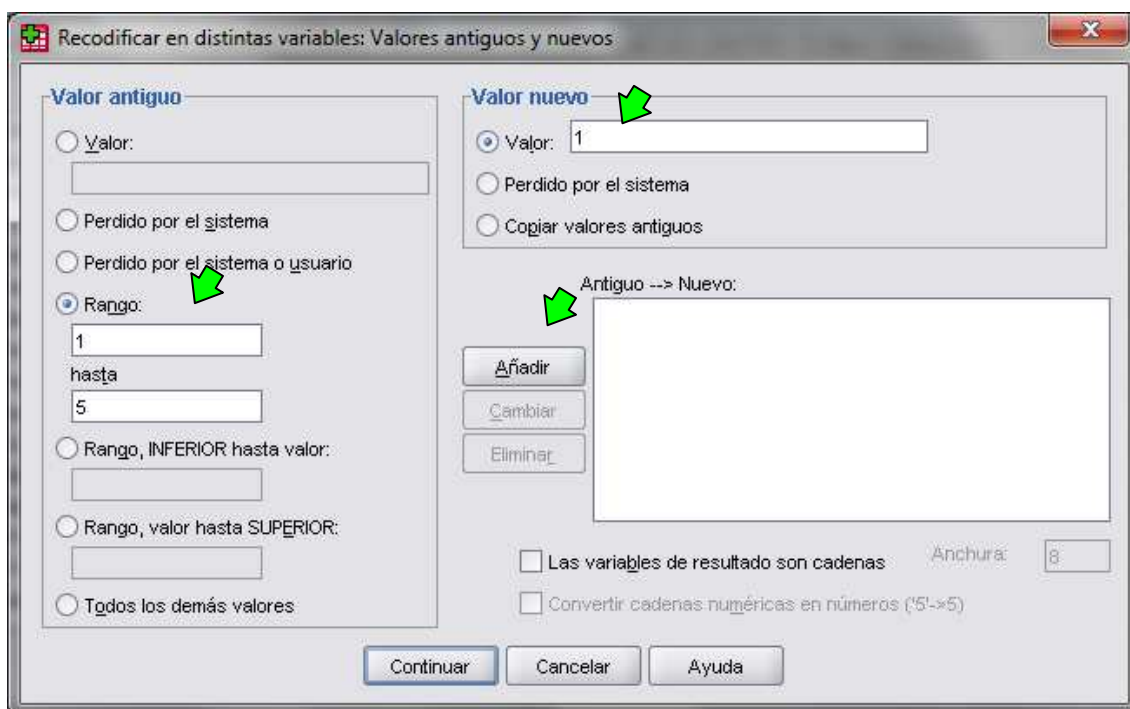 Recodificar en distintas variables: Valores antiguos y nuevos
Valor antiguo
Valor:
Perdido por el sistema
Perdido por el sistema o usuario
Rango:
1
hasta
5
Rango, INFERIOR hasta valor:
Rango, valor hasta SUPERIOR:
Todos los demás valores
Valor nuevo
Valor: 1
Perdido por el sistema
Copiar valores antiguos
Antiguo --> Nuevo:
Añadir
Cambiar
Eliminar
Las variables de resultado son cadenas Anchura: 8
Convertir cadenas numéricas en números ('5'->5)
Continuar Cancelar Ayuda